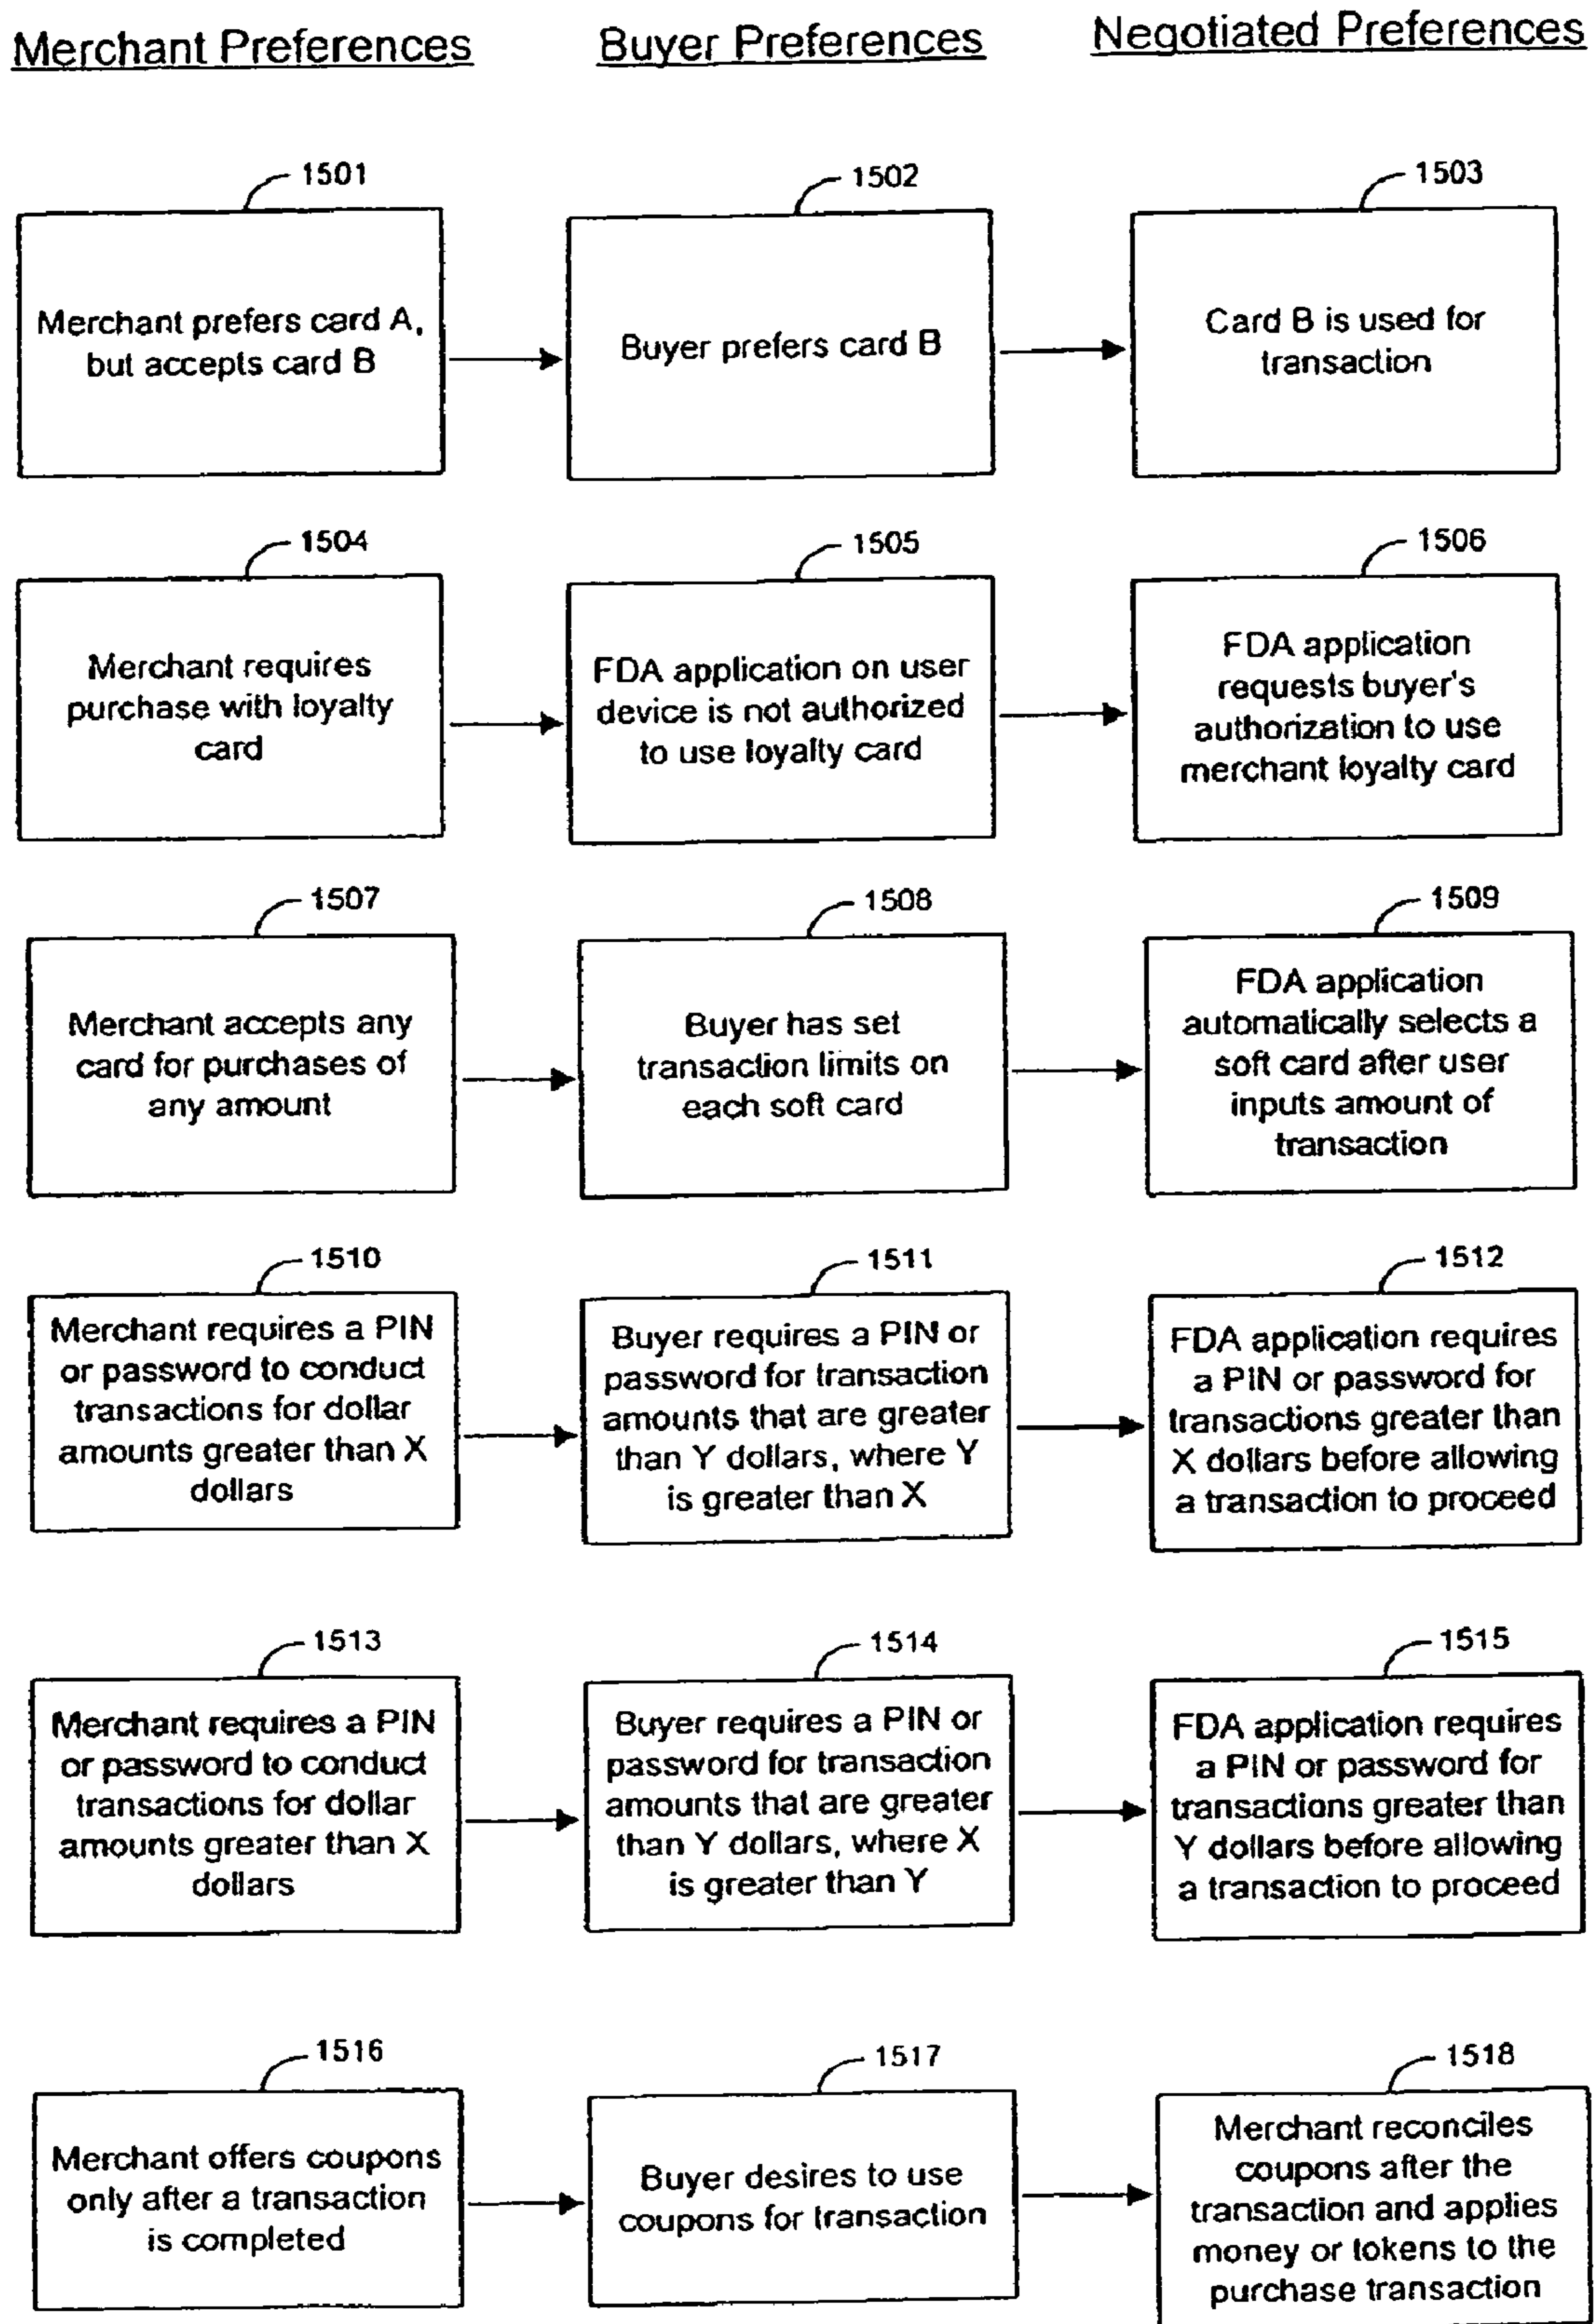 Merchant Preferences
Buyer Preferences
Negotiated Preferences
1501
Merchant prefers card A,
but accepts card B
1502
Buyer prefers card B
1503
Card B is used for
transaction
1504
Merchant requires
purchase with loyalty
card
1505
FDA application on user
device is not authorized
to use loyalty card
1506
FDA application
requests buyer's
authorization to use
merchant loyalty card
1507
Merchant accepts any
card for purchases of
any amount
1508
Buyer has set
transaction limits on
each soft card
1509
FDA application
automatically selects a
soft card after user
inputs amount of
transaction
1510
Merchant requires a PIN
or password to conduct
transactions for dollar
amounts greater than X
dollars
1511
Buyer requires a PIN or
password for transaction
amounts that are greater
than Y dollars, where Y
is greater than X
1512
FDA application requires
a PIN or password for
transactions greater than
X dollars before allowing
a transaction to proceed
1513
Merchant requires a PIN
or password to conduct
transactions for dollar
amounts greater than X
dollars
1514
Buyer requires a PIN or
password for transaction
amounts that are greater
than Y dollars, where X
is greater than Y
1515
FDA application requires
a PIN or password for
transactions greater than
Y dollars before allowing
a transaction to proceed
1516
Merchant offers coupons
only after a transaction
is completed
1517
Buyer desires to use
coupons for transaction
1518
Merchant reconciles
coupons after the
transaction and applies
money or tokens to the
purchase transaction